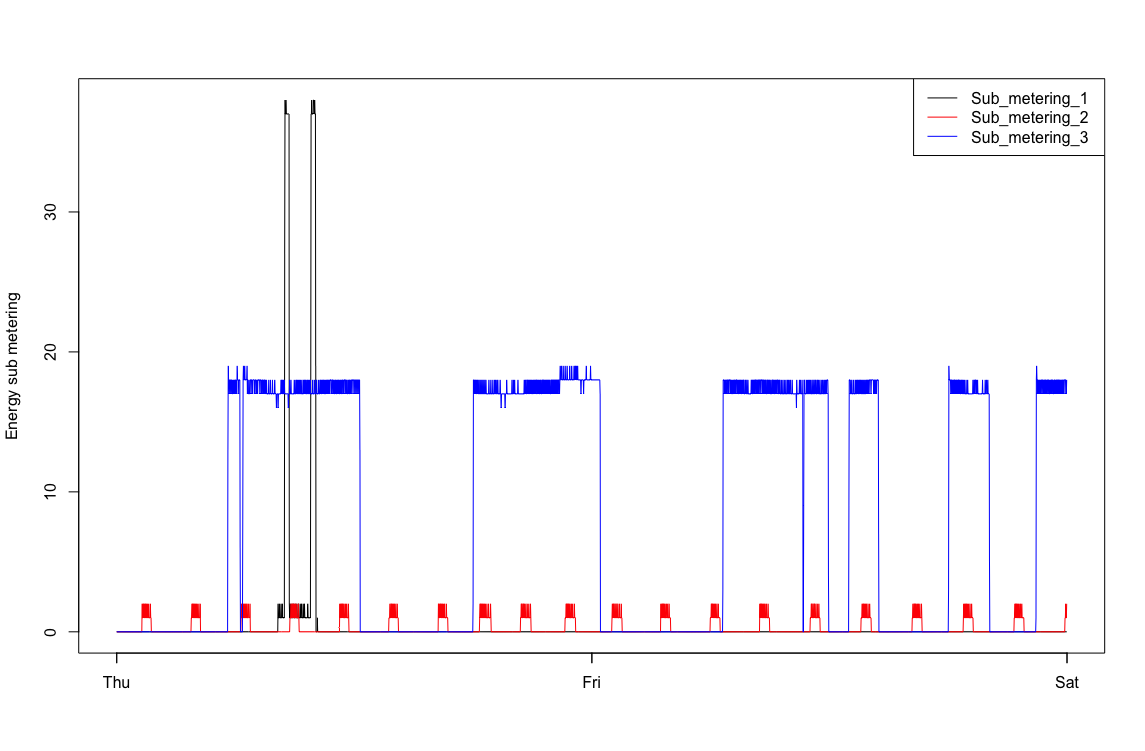 Sub_metering_1
Sub_metering_2
Sub_metering_3
Energy sub metering
30
20
10
0
Thu
Fri
Sat